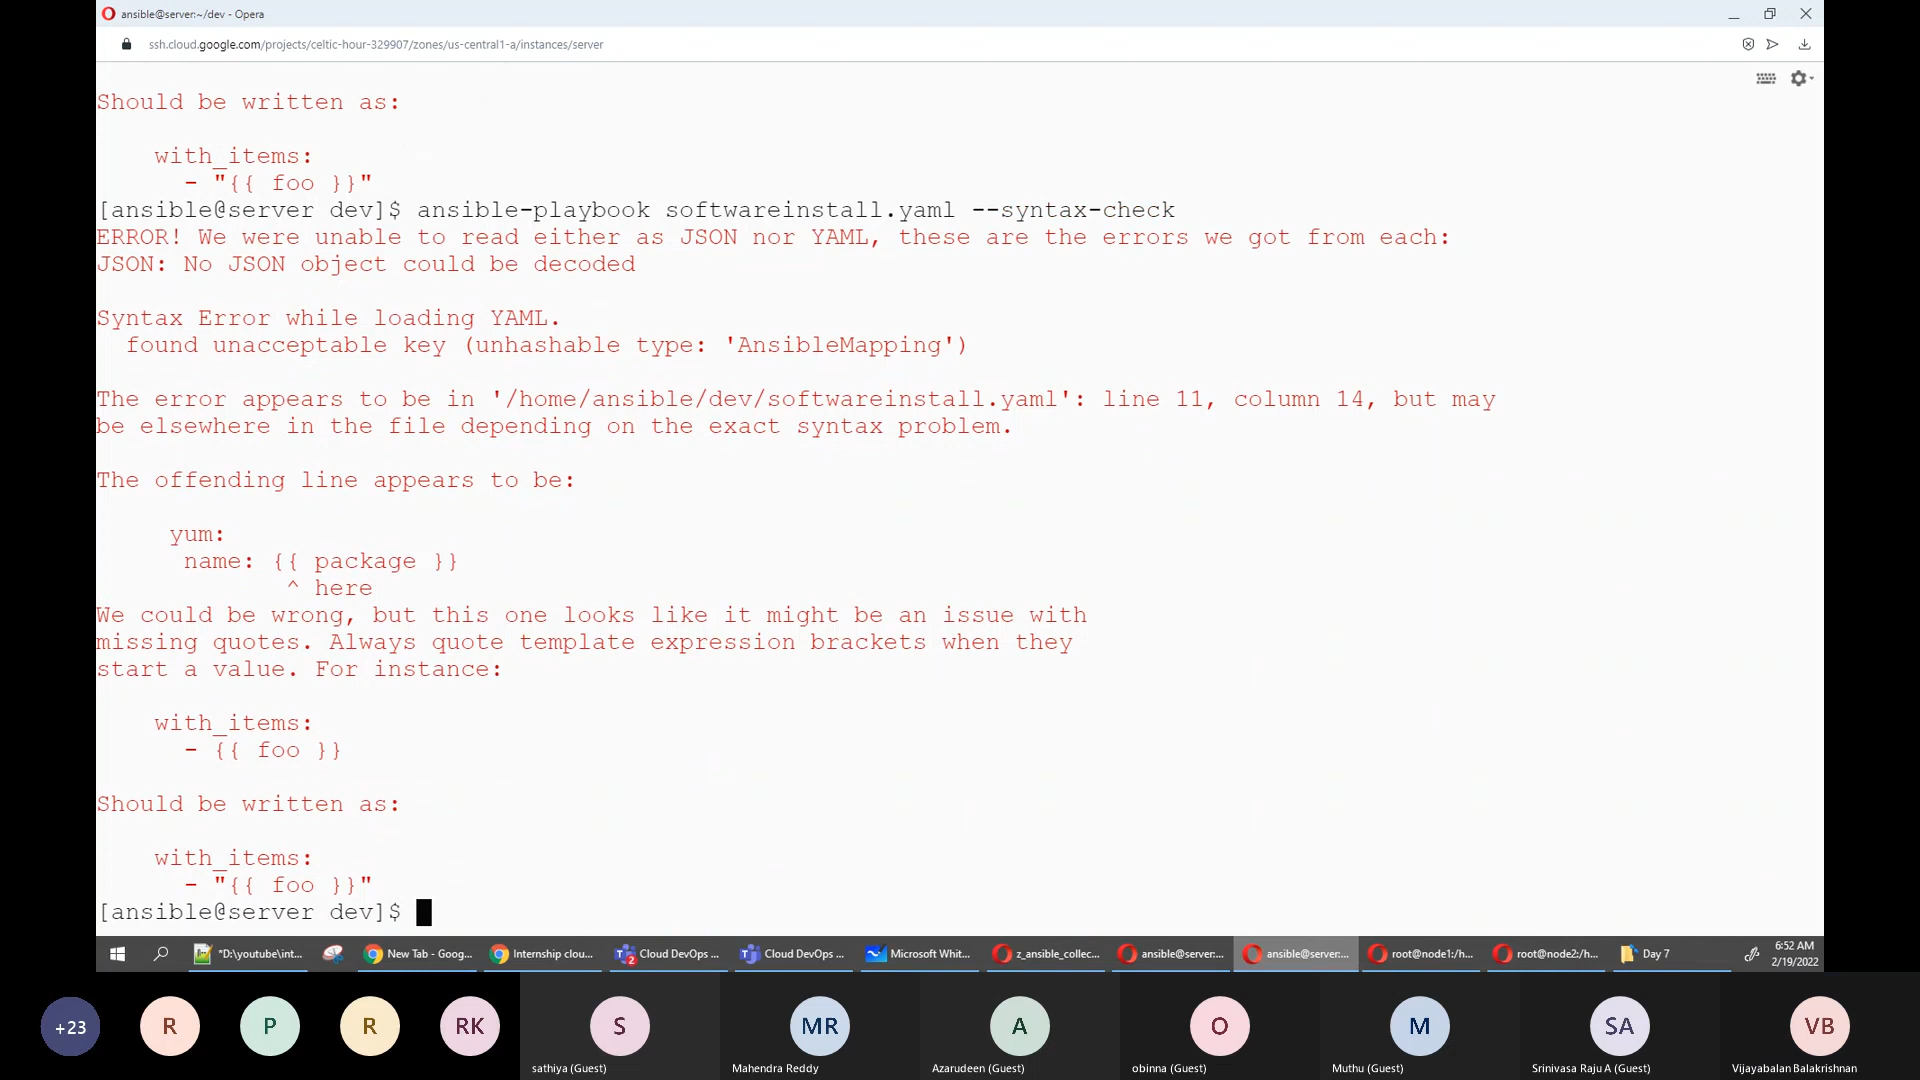 ansible@server:~/dev - Opera
ssh.cloud.google.com/projects/celtic-hour-329907/zones/us-central1-a/instances/server
Should be written as:
with_items:
- "{{ foo }}"
[ansible@server dev]$ ansible-playbook softwareinstall.yaml --syntax-check
ERROR! We were unable to read either as JSON nor YAML, these are the errors we got from each:
JSON: No JSON object could be decoded
Syntax Error while loading YAML.
found unacceptable key (unhashable type: 'AnsibleMapping')
The error appears to be in '/home/ansible/dev/softwareinstall.yaml': line 11, column 14, but may
be elsewhere in the file depending on the exact syntax problem.
The offending line appears to be:
yum:
name: {{ package }}
^ here
We could be wrong, but this one looks like it might be an issue with
missing quotes. Always quote template expression brackets when they
start a value. For instance:
with_items:
- {{ foo }}
Should be written as:
with_items:
- "{{ foo }}"
[ansible@server dev]$
*D:\youtube\int...
New Tab - Goog...
Internship clou...
2
Cloud DevOps ...
Cloud DevOps ...
Microsoft Whit...
z_ansible_collec...
ansible@server:...
ansible@server:...
root@node1:/h...
root@node2:/h...
Day 7
6:52 AM
2/19/2022
+23
R
P
R
RK
S
MR
A
O
M
SA
VB
sathiya (Guest)
Mahendra Reddy
Azarudeen (Guest)
obinna (Guest)
Muthu (Guest)
Srinivasa Raju A (Guest)
Vijayabalan Balakrishnan